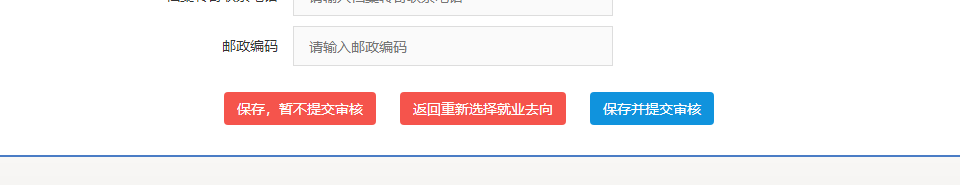 邮政编码
请输入邮政编码
保存，暂不提交审核
返回重新选择就业去向
保存并提交审核